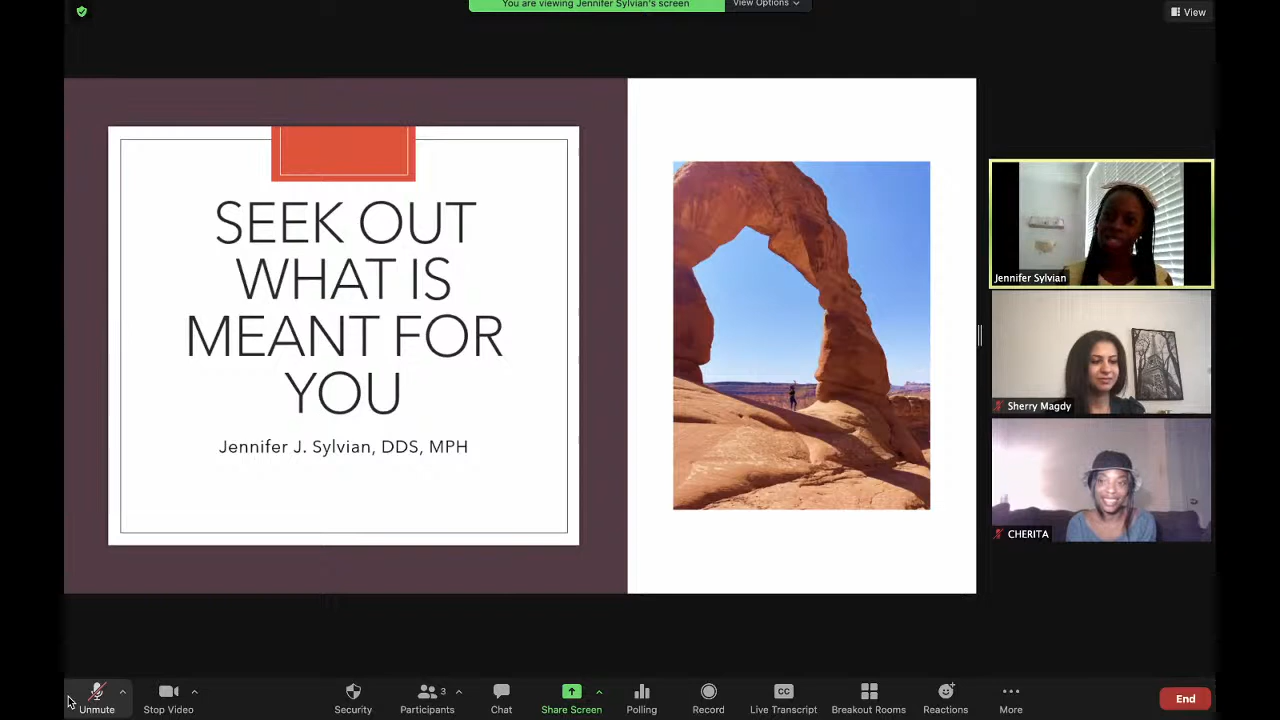 You are viewing Jennifer Sylvian's screen
View Options
View
SEEK OUT
WHAT IS
MEANT FOR
YOU
Jennifer J. Sylvian, DDS, MPH
Jennifer Sylvian
Sherry Magdy
CHERITA
Unmute
Stop Video
Security
3
Participants
Chat
Share Screen
Polling
Record
CC
Live Transcript
Breakout Rooms
Reactions
More
End